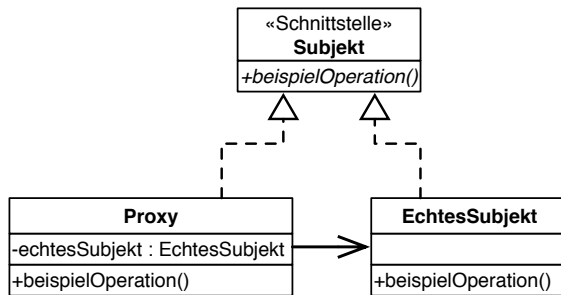 «Schnittstelle»
Subjekt
+beispielOperation()
Proxy
-echtesSubjekt : EchtesSubjekt
+beispielOperation()
EchtesSubjekt
+beispielOperation()